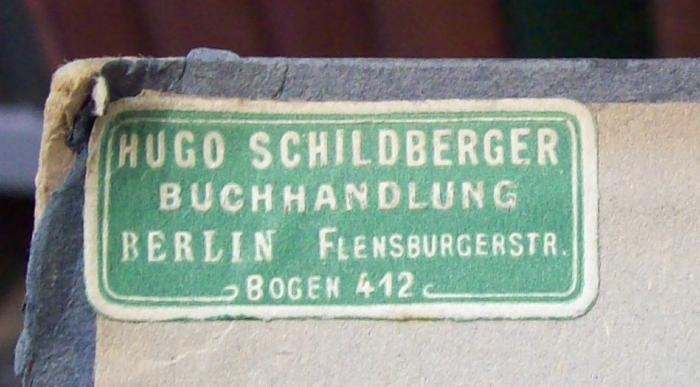 HUGO SCHILDBERGER
BUCHHANDLUNG
BERLIN FLENSBURGERSTR.
BOGEN 412